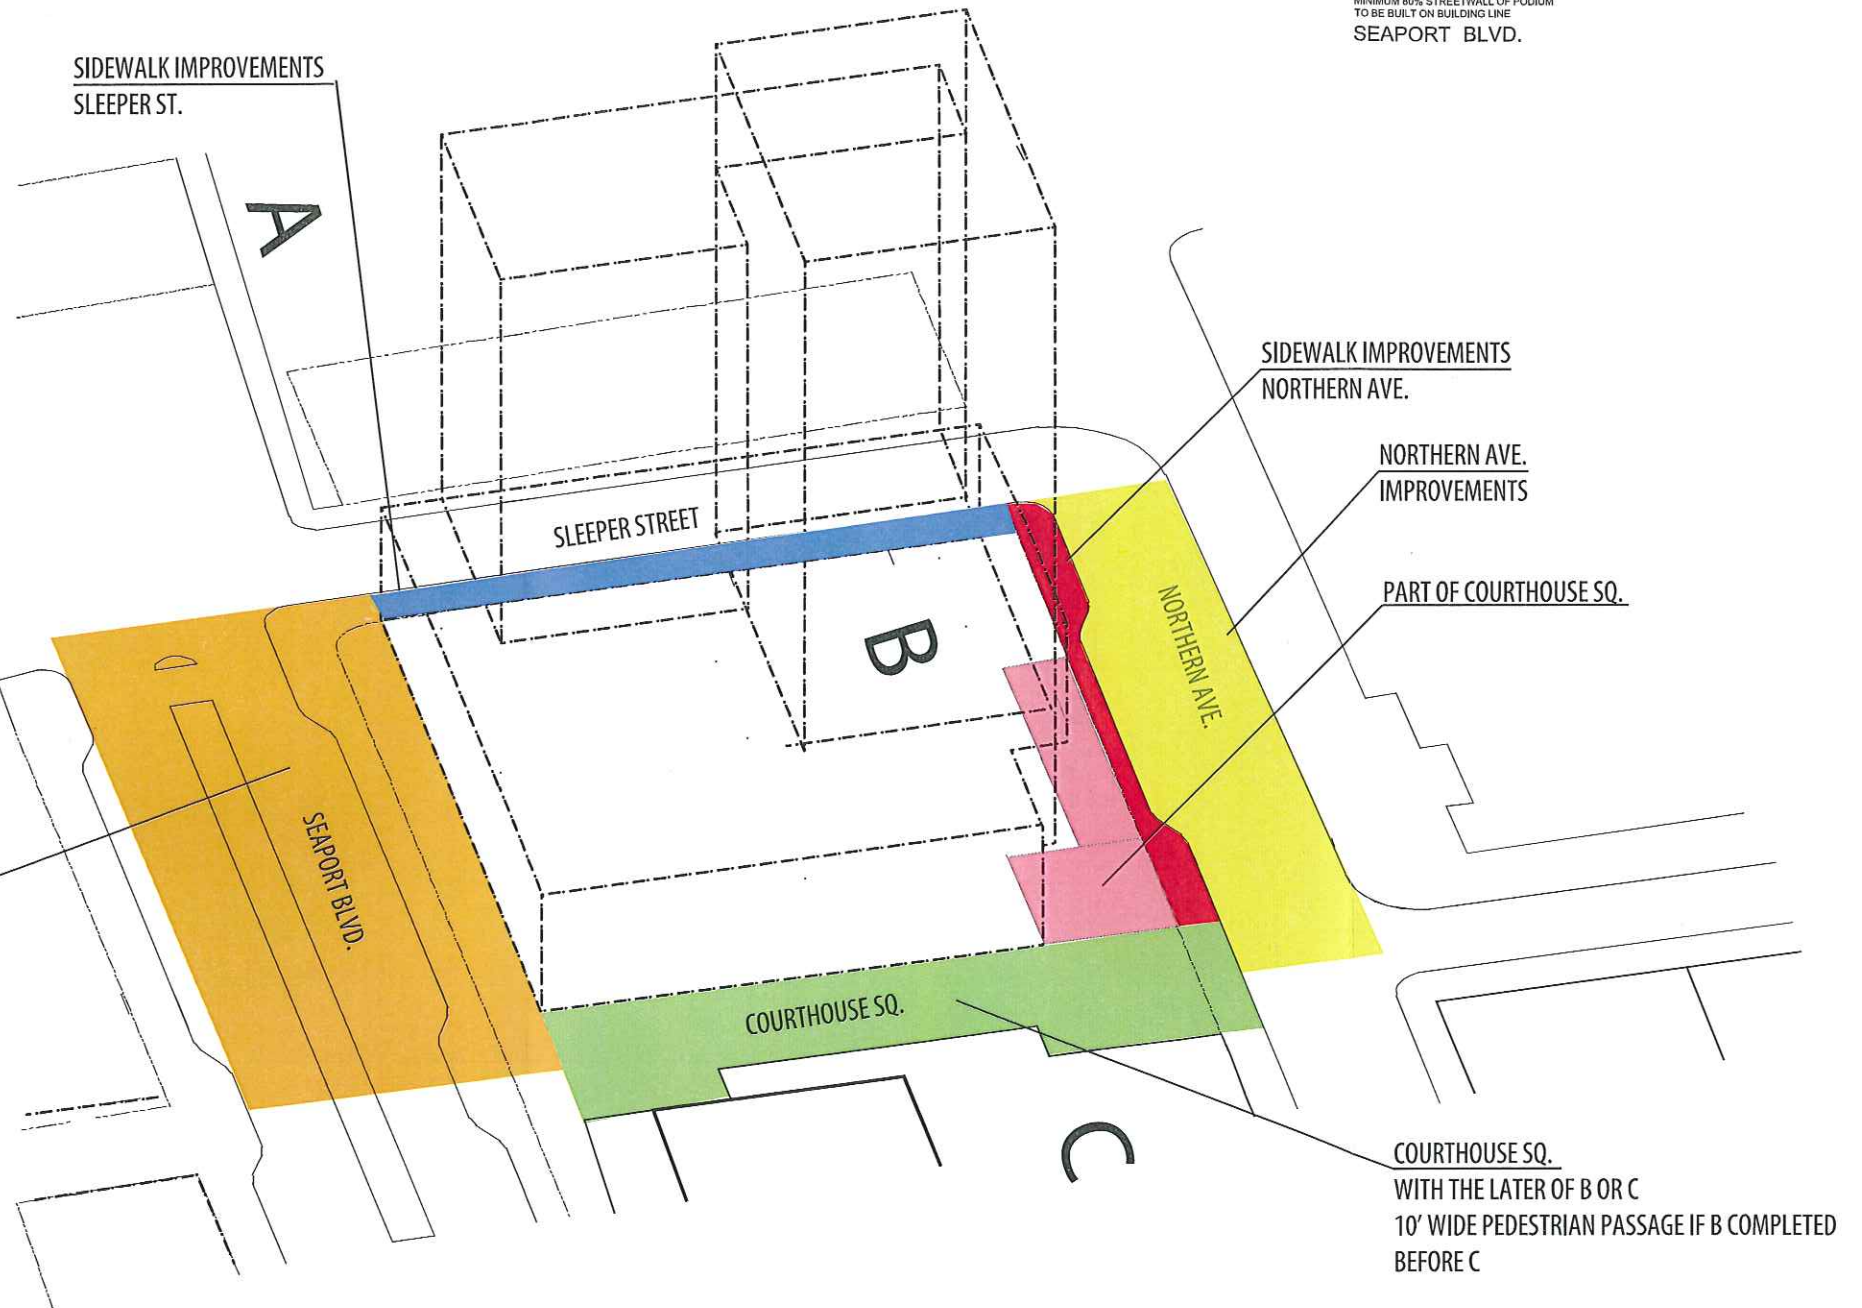 MINIMUM 80% STREETWALL OF PODIUM
TO BE BUILT ON BUILDING LINE
SEAPORT BLVD.
SIDEWALK IMPROVEMENTS
SLEEPER ST.
A
SIDEWALK IMPROVEMENTS
NORTHERN AVE.
NORTHERN AVE.
IMPROVEMENTS
SLEEPER STREET
PART OF COURTHOUSE SQ.
NORTHERN AVE.
B
SEAPORT BLVD.
COURTHOUSE SQ.
C
COURTHOUSE SQ.
WITH THE LATER OF B OR C
10' WIDE PEDESTRIAN PASSAGE IF B COMPLETED
BEFORE C